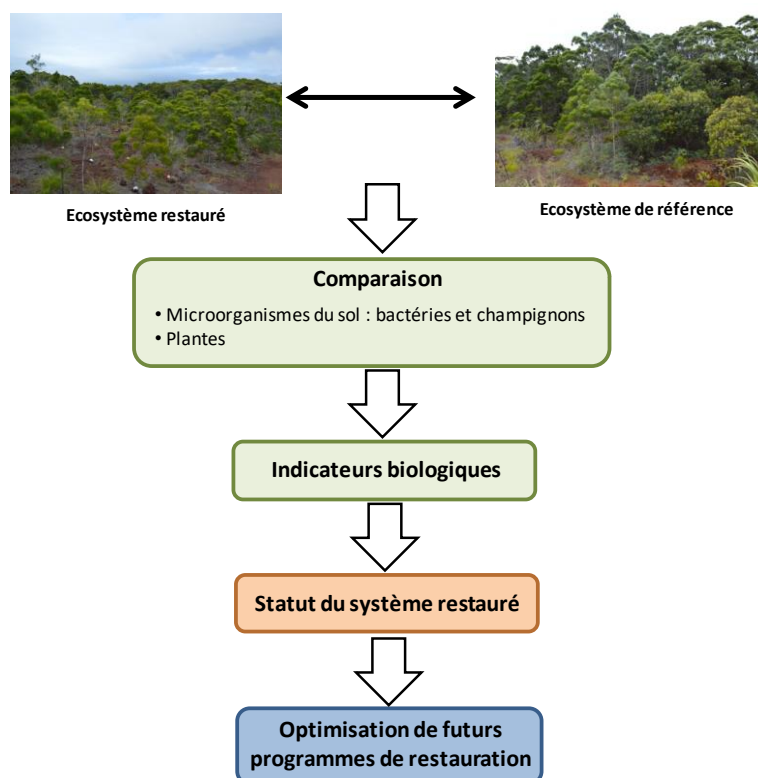 Ecosystème restauré
Ecosystème de référence
Comparaison
• Microorganismes du sol : bactéries et champignons
• Plantes
Indicateurs biologiques
Statut du système restauré
Optimisation de futurs
programmes de restauration